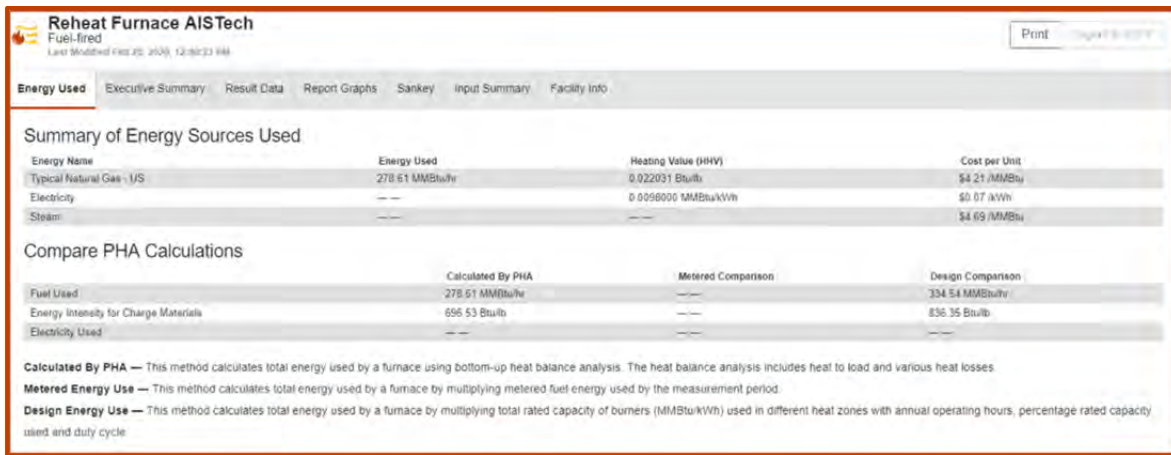 Reheat Furnace AISTech
Fuel-fired
Last Modified Feb 20, 2020, PM
Print
Energy Used Executive Summary Result Data Report Graphs Sankey Input Summary Facility Info
Summary of Energy Sources Used
Energy Name Energy Used Heating Value (HHV) Cost per Unit
Typical Natural Gas - US 278.61 MMBtu/hr 0.022031 Btu/lb $4.21 /MMBtu
Electricity — — 0.0098000 MMBtu/kWh $0.07 /kWh
Steam — — — — $4.69 /MMBtu
Compare PHA Calculations
Calculated By PHA Metered Comparison Design Comparison
Fuel Used 278.61 MMBtu/hr — — 334.54 MMBtu/hr
Energy Intensity for Charge Materials 696.53 Btu/lb — — 836.35 Btu/lb
Electricity Used — — — — — —
Calculated By PHA — This method calculates total energy used by a furnace using bottom-up heat balance analysis. The heat balance analysis includes heat to load and various heat losses.
Metered Energy Use — This method calculates total energy used by a furnace by multiplying metered fuel energy used by the measurement period.
Design Energy Use — This method calculates total energy used by a furnace by multiplying total rated capacity of burners (MMBtu/kWh) used in different heat zones with annual operating hours, percentage rated capacity
used and duty cycle.